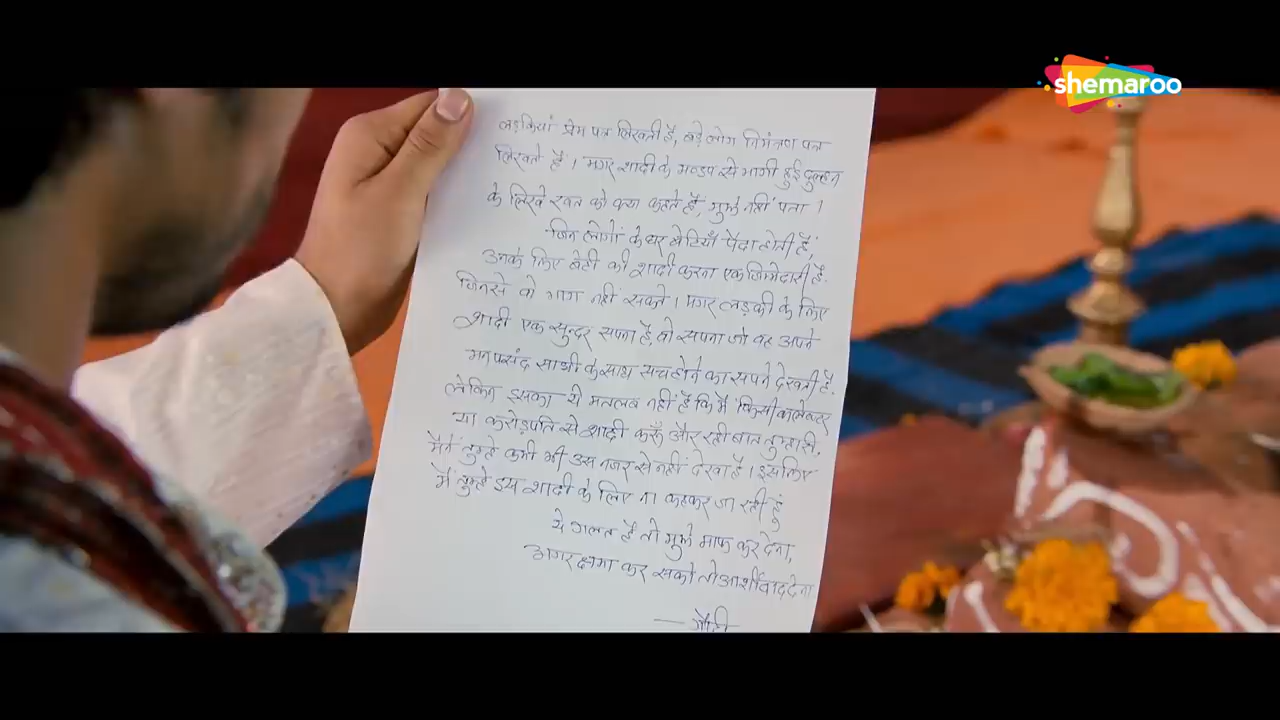 shemaroo
लड़कियां प्रेम पत्र लिखती है, बड़े लोग निमंत्रण पत्र
लिखते हैं । मगर शादी के मण्डप से भागी हुई दुल्हन
के लिखे खत को क्या कहते हैं, मुझे नहीं पता ।
जिन लोगों के घर बेटियाँ पैदा होती हैं,
उनके लिए बेटी की शादी करना एक जिम्मेदारी है.
जिनसे वो भाग नहीं सकते । मगर लड़की के लिए
शादी एक सुन्दर सपना है, वो सपना जो वह अपने
मनपसंद साथी के साथ सच होने का सपने देखती है.
लेकिन इसका ये मतलब नहीं है कि मैं किसी कलेक्टर
या करोड़पति से शादी करूँ और रही बात तुम्हारी,
मैंने तुम्हे कभी भी उस नजर से नहीं देखा है । इसलिए
मैं तुम्हे इस शादी के लिए ना कहकर जा रही हूं
ये गलत है तो मुझे माफ कर देना,
अगर क्षमा कर सको तो आर्शीवाद देना
— गौरी